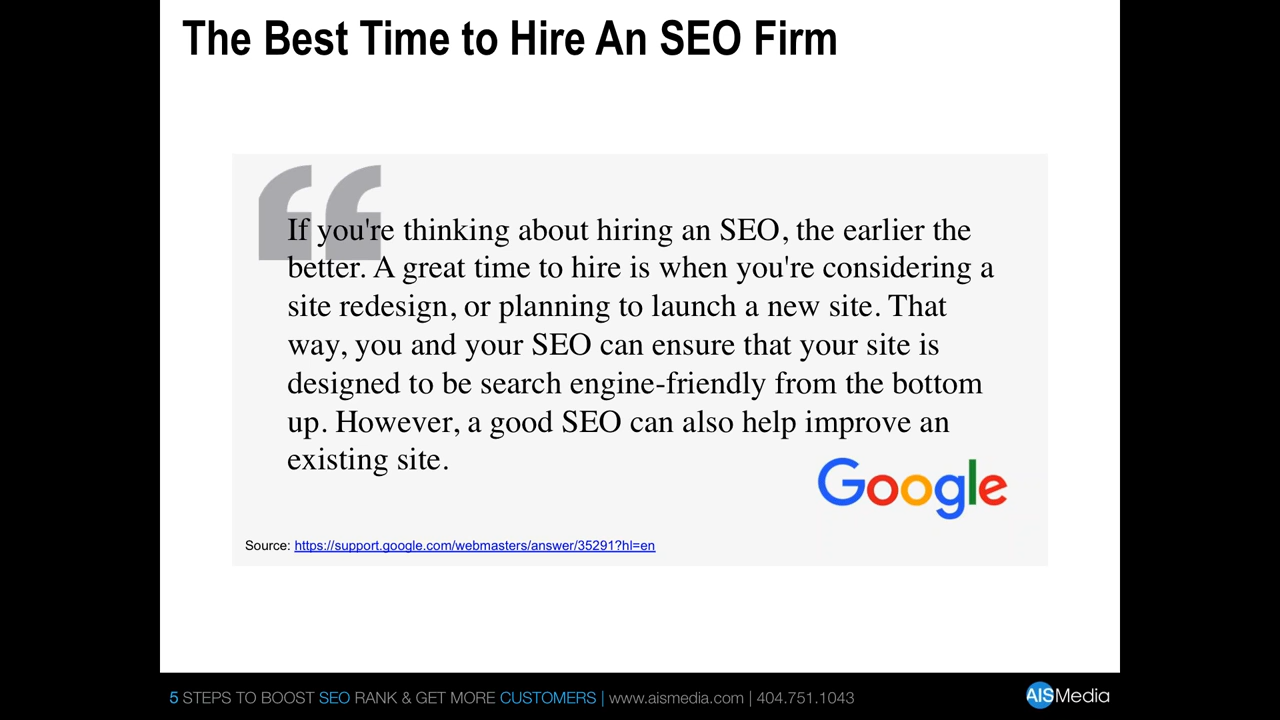 The Best Time to Hire An SEO Firm
If you're thinking about hiring an SEO, the earlier the
better. A great time to hire is when you're considering a
site redesign, or planning to launch a new site. That
way, you and your SEO can ensure that your site is
designed to be search engine-friendly from the bottom
up. However, a good SEO can also help improve an
existing site.
Google
Source: https://support.google.com/webmasters/answer/35291?hl=en
5 STEPS TO BOOST SEO RANK & GET MORE CUSTOMERS | www.aismedia.com | 404.751.1043
AISMedia